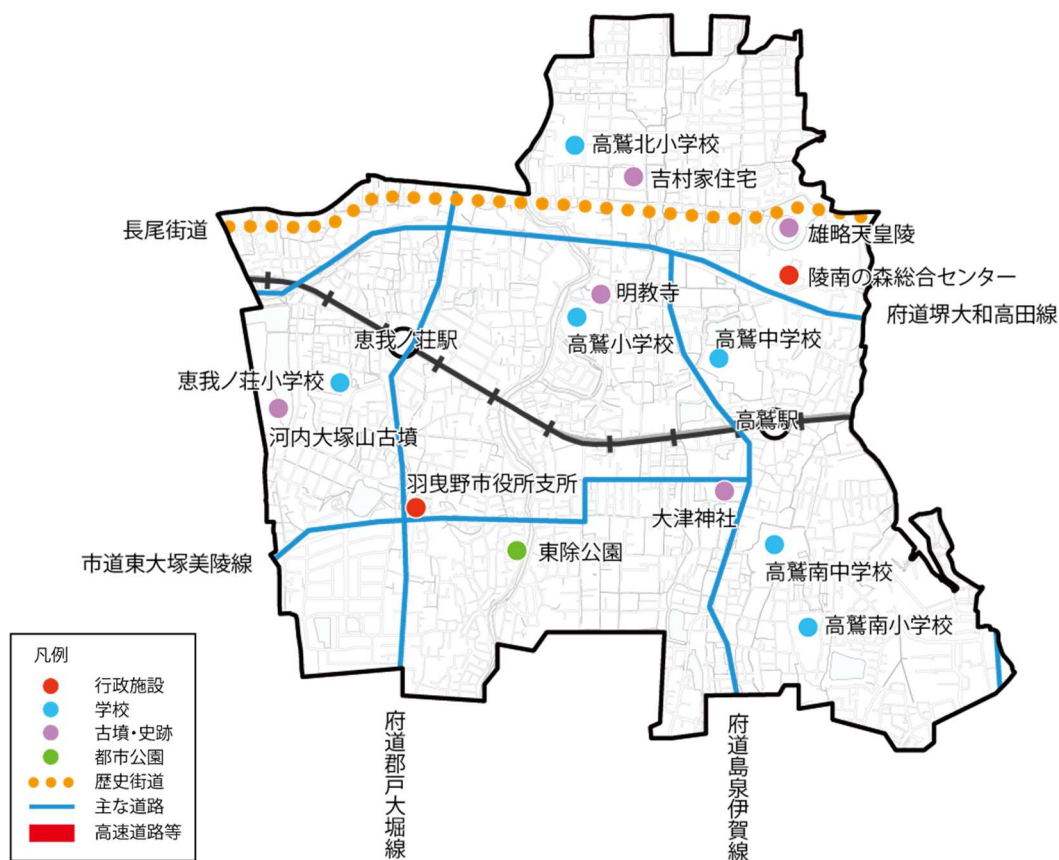 高鷲北小学校
吉村家住宅
長尾街道
雄略天皇陵
陵南の森総合センター
明教寺
府道堺大和高田線
恵我ノ荘駅
高鷲小学校
高鷲中学校
恵我ノ荘小学校
高鷲駅
河内大塚山古墳
羽曳野市役所支所
大津神社
市道東大塚美陵線
東除公園
高鷲南中学校
高鷲南小学校
凡例
行政施設
学校
古墳・史跡
都市公園
歴史街道
主な道路
高速道路等
府道郡戸大堀線
府道島泉伊賀線